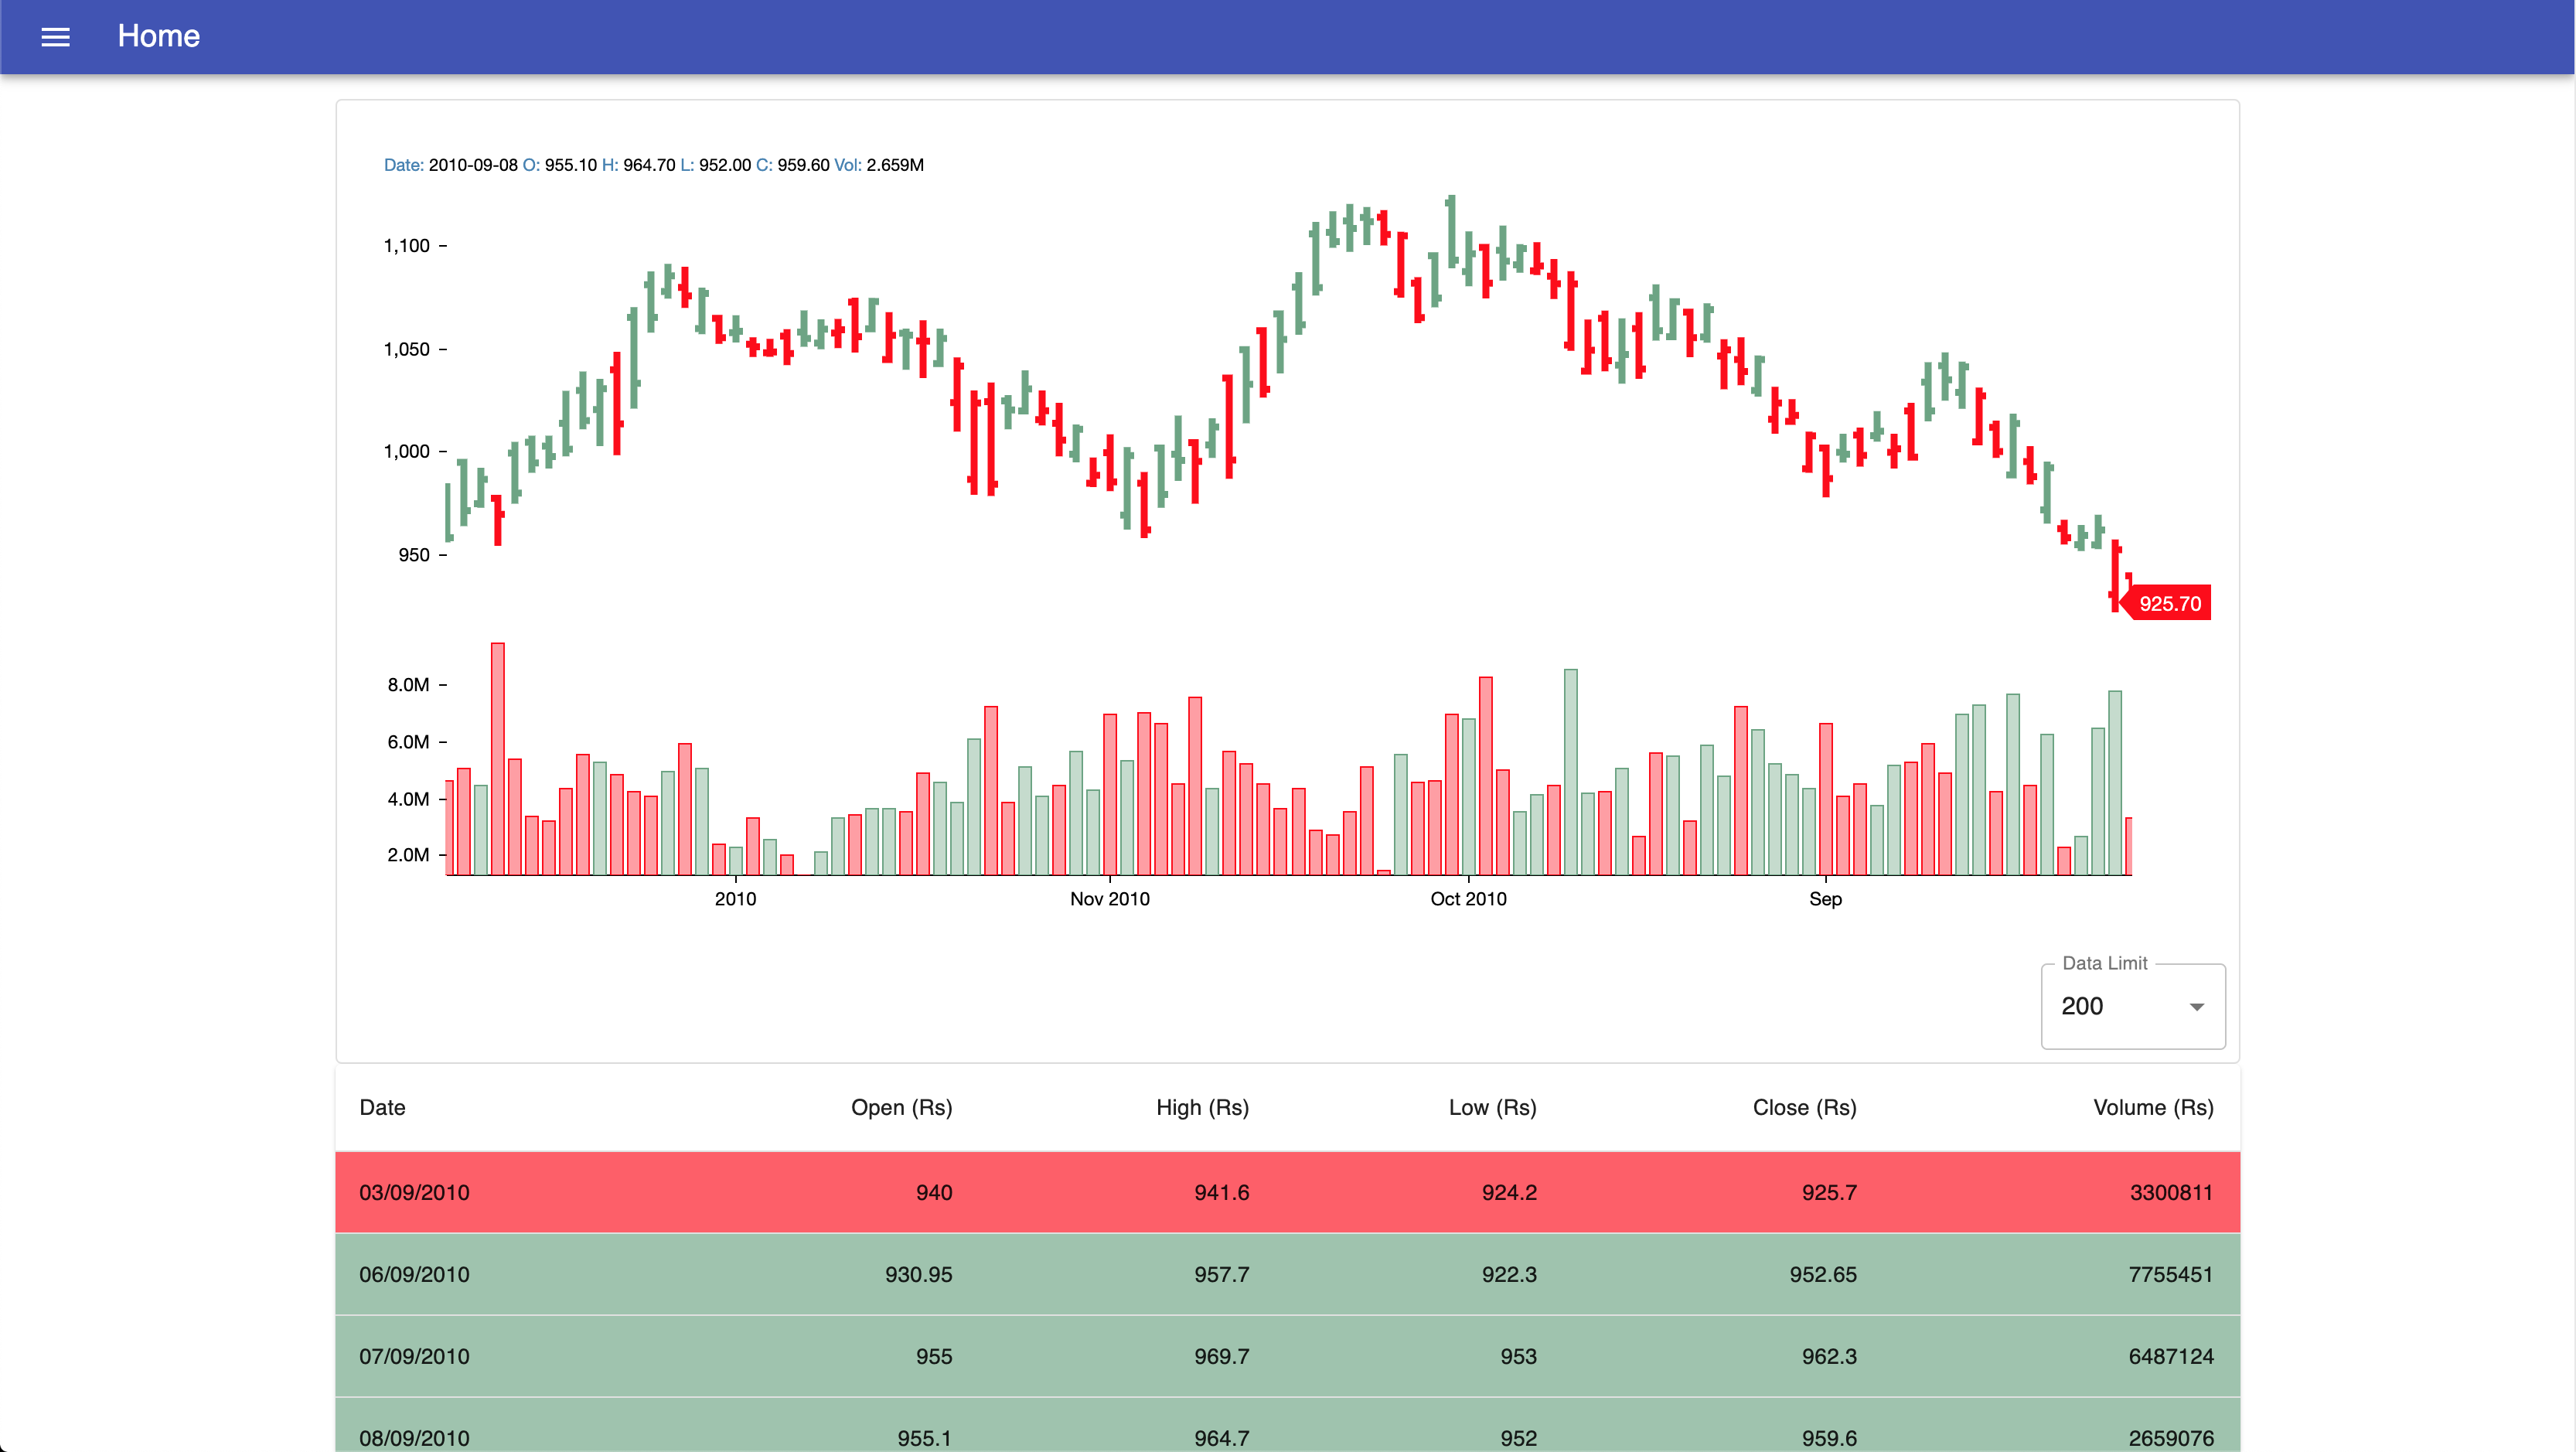 Home
Date: 2010-09-08 O: 955.10 H: 964.70 L: 952.00 C: 959.60 Vol: 2.659M
1,100
1,050
1,000
950
925.70
8.0M
6.0M
4.0M
2.0M
2010 Nov 2010 Oct 2010 Sep
Data Limit
200
Date Open (Rs) High (Rs) Low (Rs) Close (Rs) Volume (Rs)
03/09/2010 940 941.6 924.2 925.7 3300811
06/09/2010 930.95 957.7 922.3 952.65 7755451
07/09/2010 955 969.7 953 962.3 6487124
08/09/2010 955.1 964.7 952 959.6 2659076